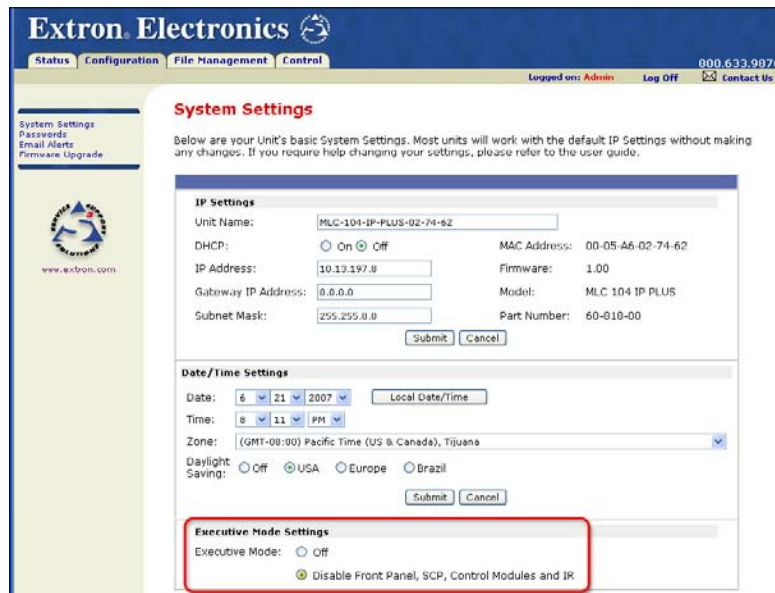 Extron. Electronics
Status Configuration File Management Control
800.633.987
Logged on: Admin Log Off Contact Us
System Settings
Passwords
Email Alerts
Firmware Upgrade
SERVICE SUPPORT SOLUTIONS
www.extron.com
System Settings
Below are your Unit's basic System Settings. Most units will work with the default IP Settings without making
any changes. If you require help changing your settings, please refer to the user guide.
IP Settings
Unit Name: MLC-104-IP-PLUS-02-74-62
DHCP: On Off MAC Address: 00-05-A6-02-74-62
IP Address: 10.13.197.8 Firmware: 1.00
Gateway IP Address: 0.0.0.0 Model: MLC 104 IP PLUS
Subnet Mask: 255.255.0.0 Part Number: 60-818-00
Submit Cancel
Date/Time Settings
Date: 6 21 2007 Local Date/Time
Time: 8 11 PM
Zone: (GMT-08:00) Pacific Time (US & Canada), Tijuana
Daylight Saving: Off USA Europe Brazil
Submit Cancel
Executive Mode Settings
Executive Mode: Off
Disable Front Panel, SCP, Control Modules and IR